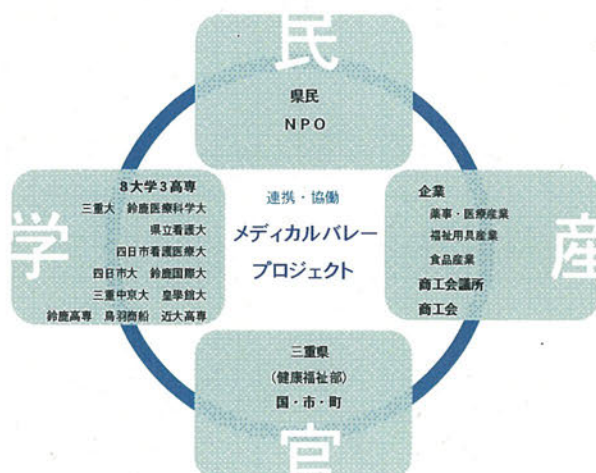 民
県民
NPO
学
8大学3高専
三重大 鈴鹿医療科学大
県立看護大
四日市看護医療大
四日市大 鈴鹿国際大
三重中京大 皇學館大
鈴鹿高専 鳥羽商船 近大高専
連携・協働
メディカルバレー
プロジェクト
企業
薬事・医療産業
福祉用具産業
食品産業
商工会議所
商工会
産
三重県
(健康福祉部)
国・市・町
官